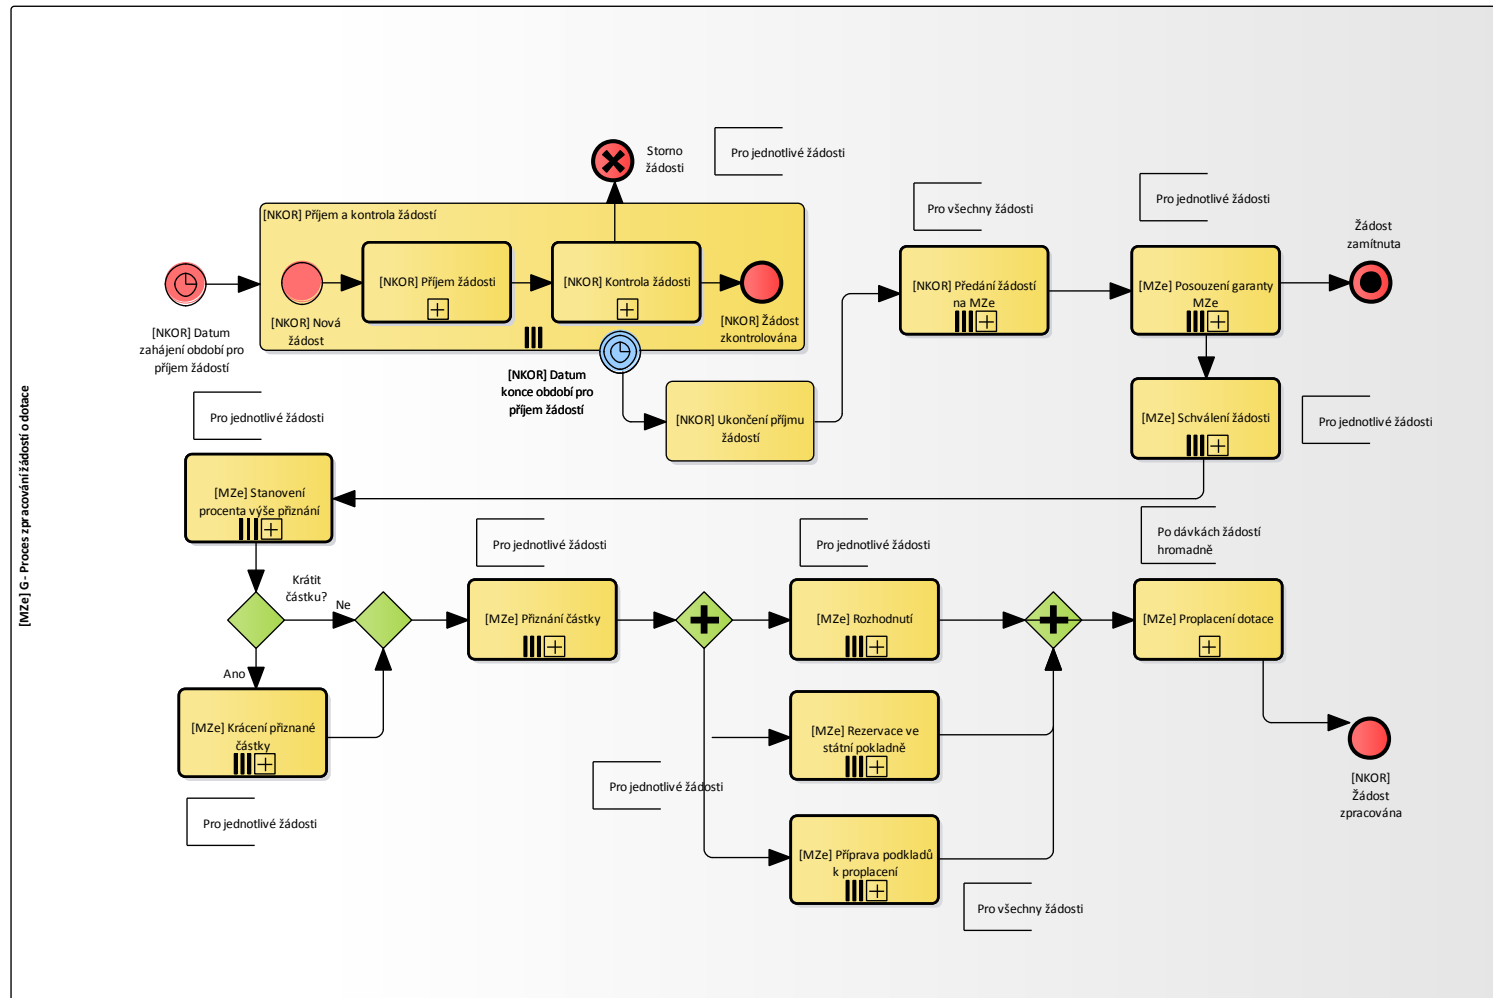 [MZe] G - Proces zpracování žádostí o dotace
Storno
žádosti
Pro jednotlivé žádosti
[NKOR] Příjem a kontrola žádostí
[NKOR] Příjem žádosti
[NKOR] Kontrola žádosti
[NKOR] Nová
žádost
[NKOR] Žádost
zkontrolována
[NKOR] Datum
zahájení období pro
příjem žádostí
[NKOR] Datum
konce období pro
příjem žádostí
[NKOR] Ukončení příjmu
žádostí
Pro všechny žádosti
[NKOR] Předání žádostí
na MZe
Pro jednotlivé žádosti
[MZe] Posouzení garanty
MZe
Žádost
zamítnuta
[MZe] Schválení žádosti
Pro jednotlivé žádosti
Pro jednotlivé žádosti
[MZe] Stanovení
procenta výše přiznání
Krátit
částku?
Ne
Ano
[MZe] Krácení přiznané
částky
Pro jednotlivé žádosti
Pro jednotlivé žádosti
[MZe] Přiznání částky
Pro jednotlivé žádosti
[MZe] Rozhodnutí
[MZe] Rezervace ve
státní pokladně
Pro jednotlivé žádosti
[MZe] Příprava podkladů
k proplacení
Pro všechny žádosti
Po dávkách žádostí
hromadně
[MZe] Proplacení dotace
[NKOR]
Žádost
zpracována